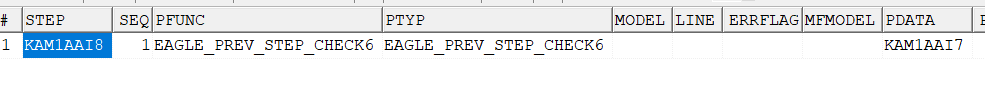 # STEP SEQ PFUNC PTYP MODEL LINE ERRFLAG MFMODEL PDATA
1 KAM1AAI8 1 EAGLE_PREV_STEP_CHECK6 EAGLE_PREV_STEP_CHECK6 KAM1AAI7